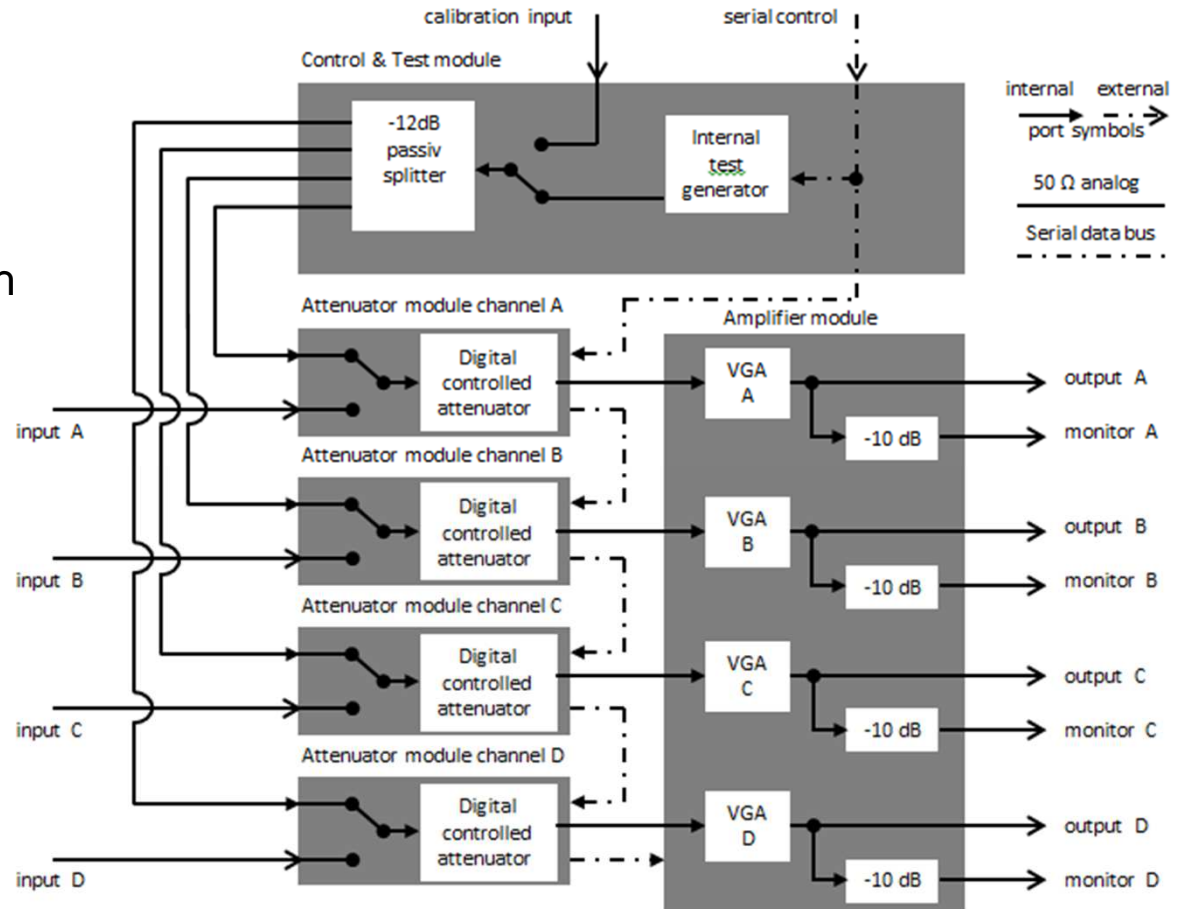 calibration input
serial control
Control & Test module
internal external
port symbols
50 Ω analog
Serial data bus
-12dB
passiv
splitter
Internal
test
generator
n
Attenuator module channel A
Digital
controlled
attenuator
input A
Amplifier module
VGA
A
output A
-10 dB
monitor A
Attenuator module channel B
Digital
controlled
attenuator
input B
VGA
B
output B
-10 dB
monitor B
Attenuator module channel C
Digital
controlled
attenuator
input C
VGA
C
output C
-10 dB
monitor C
Attenuator module channel D
Digital
controlled
attenuator
input D
VGA
D
output D
-10 dB
monitor D